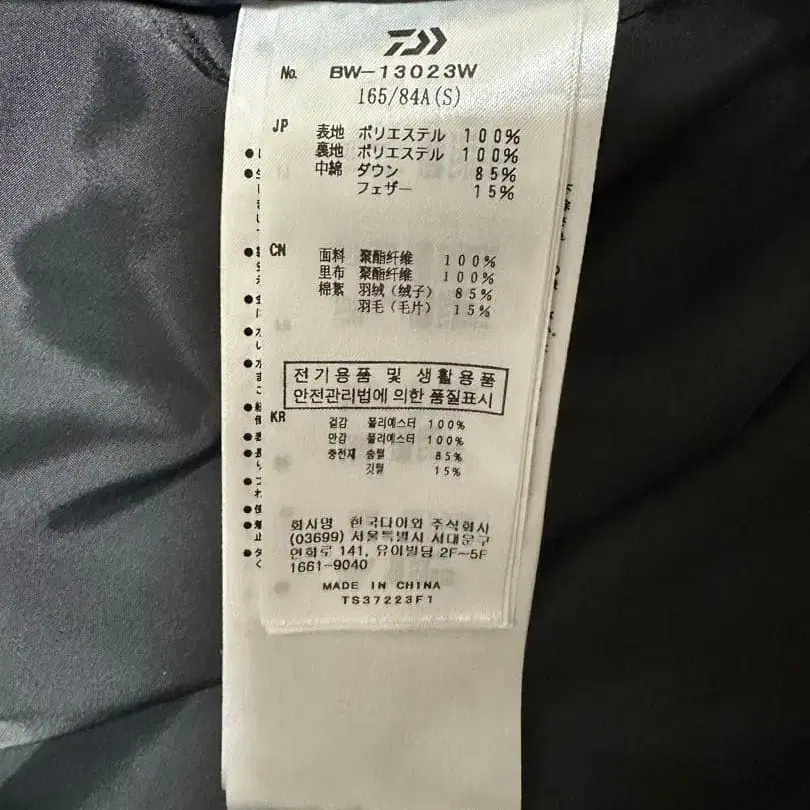 No. BW-13023W
165/84A(S)
JP 表地 ポリエステル 100%
裏地 ポリエステル 100%
中綿 ダウン 85%
フェザー 15%
CN 面料 聚酯纤维 100%
里布 聚酯纤维 100%
棉絮 羽绒(绒子) 85%
羽毛(毛片) 15%
전기용품 및 생활용품
안전관리법에 의한 품질표시
KR 겉감 폴리에스터 100%
안감 폴리에스터 100%
충전재 솜털 85%
깃털 15%
회사명 한국다이와 주식회사
(03699) 서울특별시 서대문구
연희로 141, 유이빌딩 2F~5F
1661-9040
MADE IN CHINA
TS37223F1